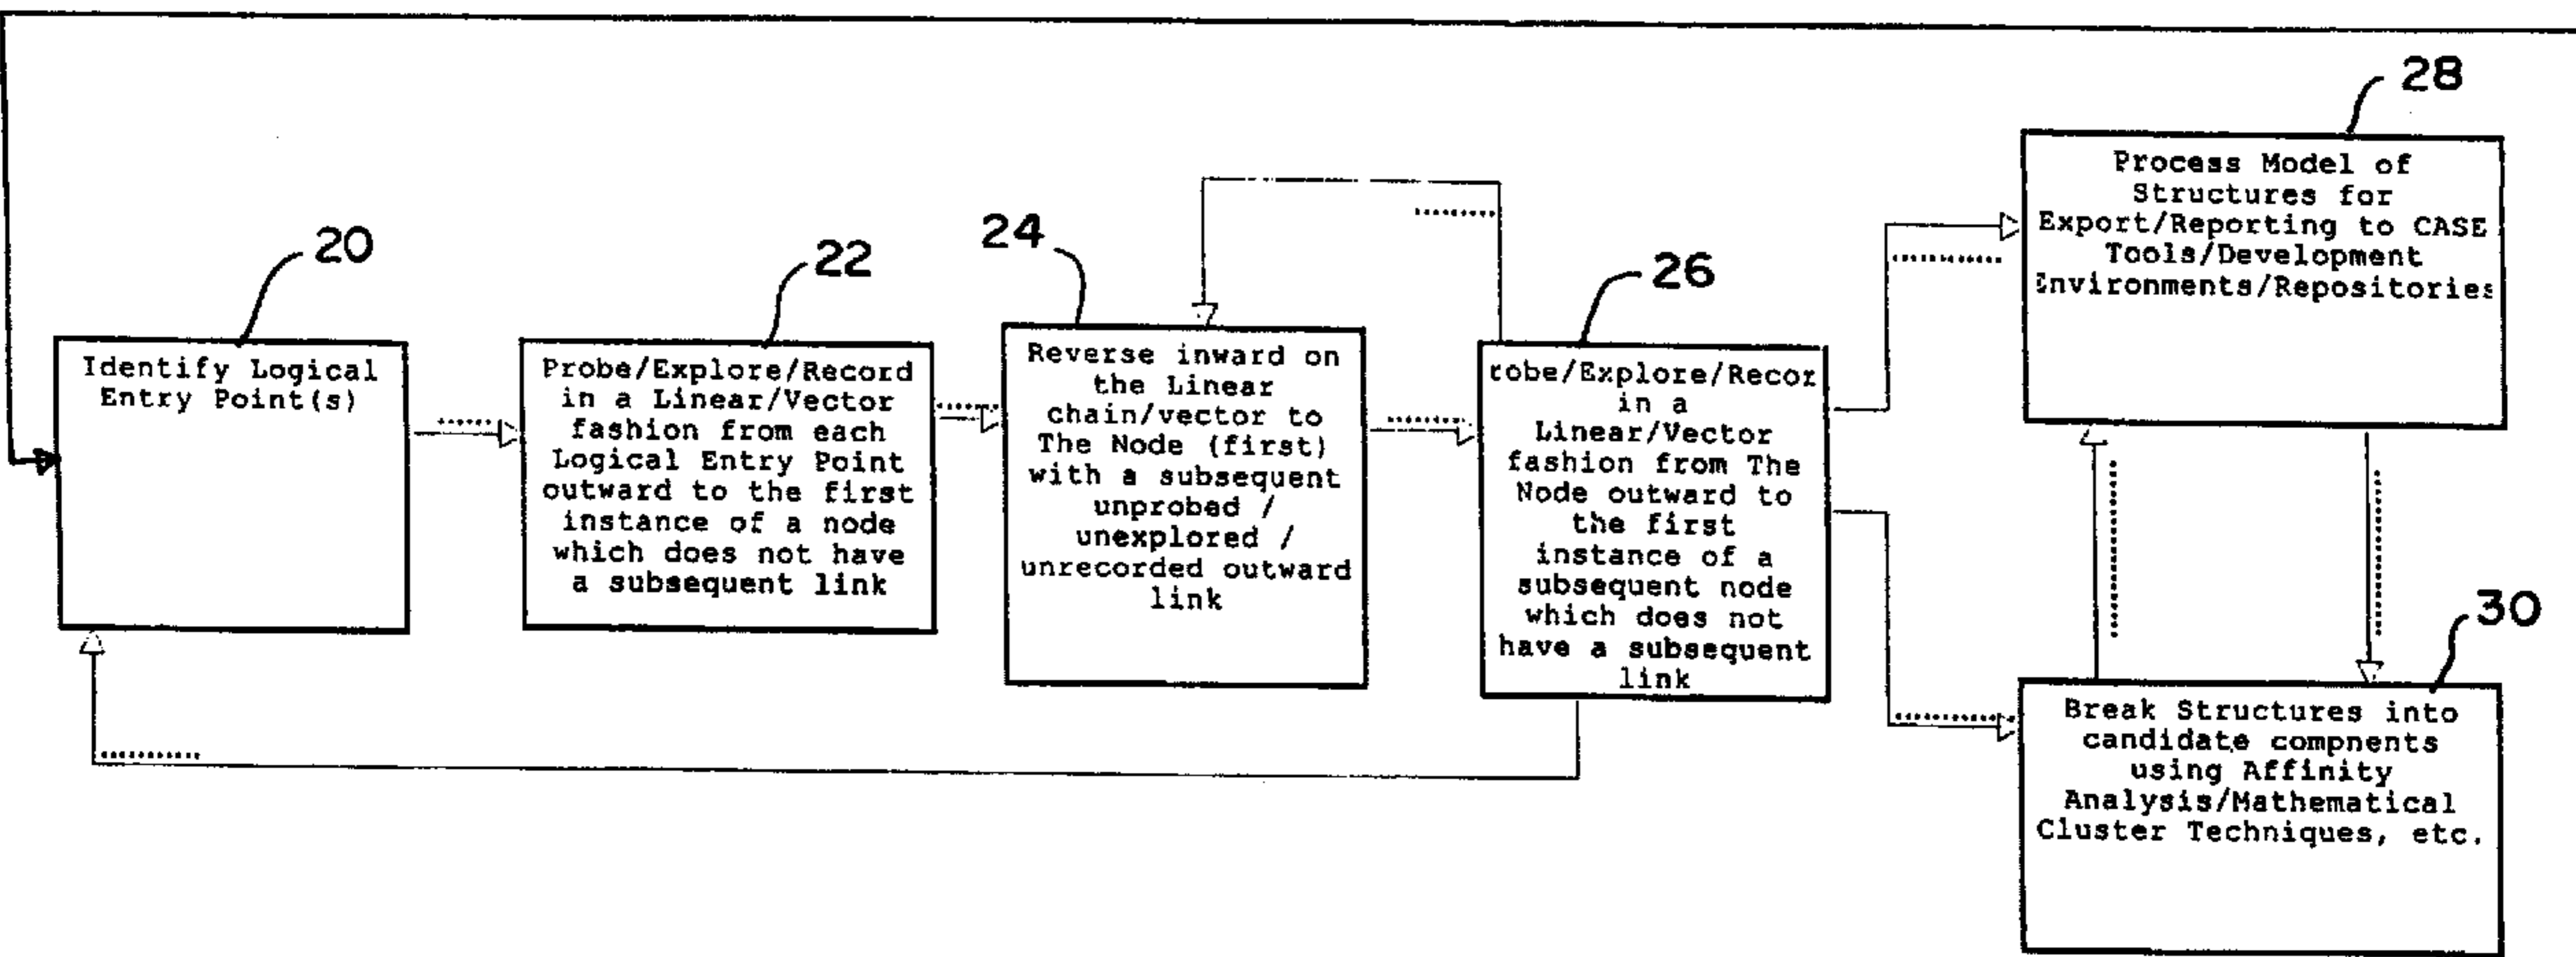 20
Identify Logical
Entry Point(s)
22
Probe/Explore/Record
in a Linear/Vector
fashion from each
Logical Entry Point
outward to the first
instance of a node
which does not have
a subsequent link
24
Reverse inward on
the Linear
chain/vector to
The Node (first)
with a subsequent
unprobed /
unexplored /
unrecorded outward
link
26
robe/Explore/Recor
in a
Linear/Vector
fashion from The
Node outward to
the first
instance of a
subsequent node
which does not
have a subsequent
link
28
Process Model of
Structures for
Export/Reporting to CASE
Tools/Development
Environments/Repositories
30
Break Structures into
candidate compnents
using Affinity
Analysis/Mathematical
Cluster Techniques, etc.